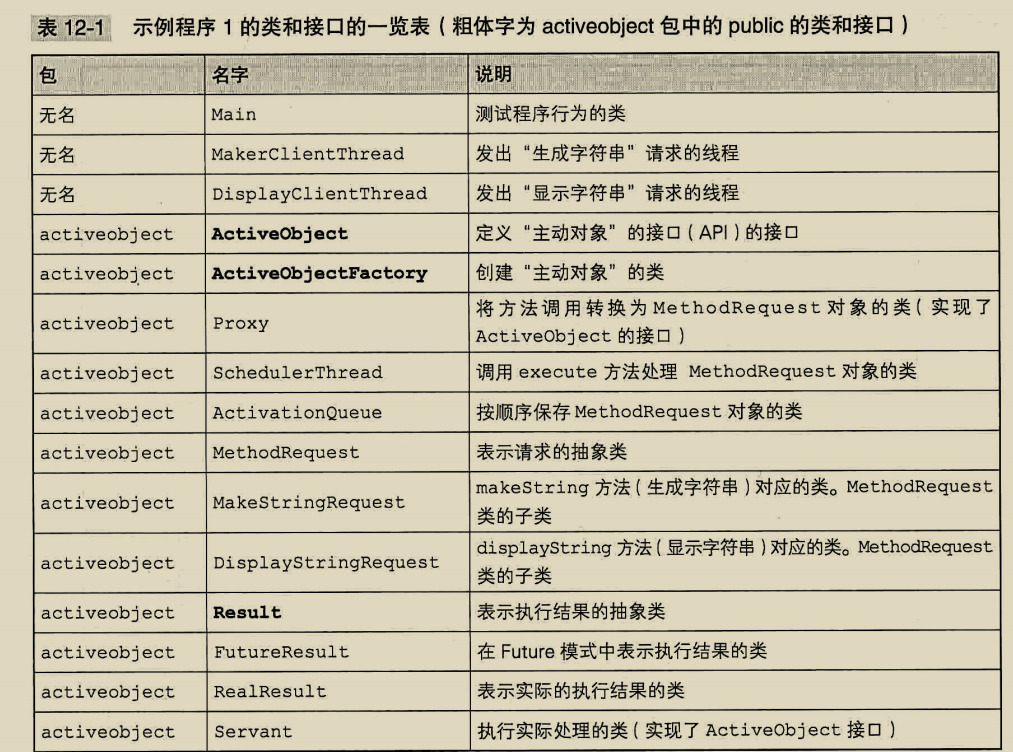 表 12-1 示例程序 1 的类和接口的一览表（粗体字为 activeobject 包中的 public 的类和接口）
包 名字 说明
无名 Main 测试程序行为的类
无名 MakerClientThread 发出“生成字符串”请求的线程
无名 DisplayClientThread 发出“显示字符串”请求的线程
activeobject ActiveObject 定义“主动对象”的接口（API）的接口
activeobject ActiveObjectFactory 创建“主动对象”的类
activeobject Proxy 将方法调用转换为 MethodRequest 对象的类（实现了
ActiveObject 的接口）
activeobject SchedulerThread 调用 execute 方法处理 MethodRequest 对象的类
activeobject ActivationQueue 按顺序保存 MethodRequest 对象的类
activeobject MethodRequest 表示请求的抽象类
activeobject MakeStringRequest makeString 方法（生成字符串）对应的类。MethodRequest
类的子类
activeobject DisplayStringRequest displayString 方法（显示字符串）对应的类。MethodRequest
类的子类
activeobject Result 表示执行结果的抽象类
activeobject FutureResult 在 Future 模式中表示执行结果的类
activeobject RealResult 表示实际的执行结果的类
activeobject Servant 执行实际处理的类（实现了 ActiveObject 接口）